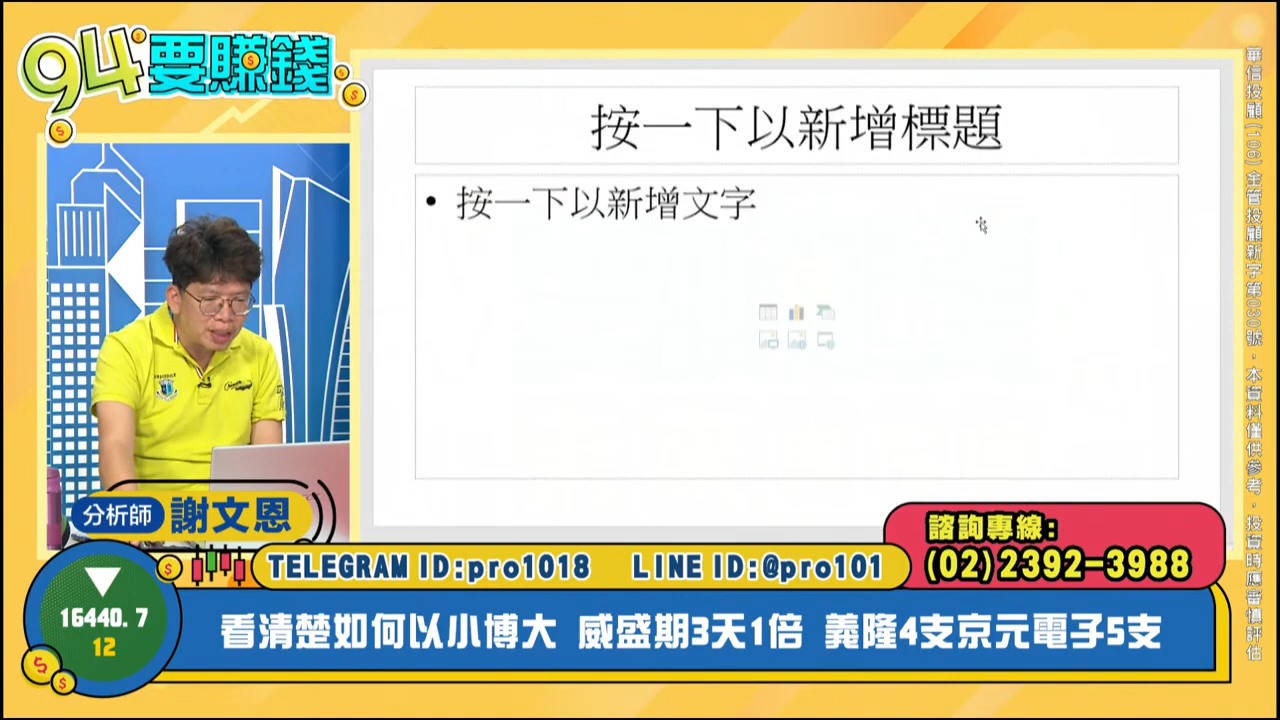 94要賺錢
按一下以新增標題
• 按一下以新增文字
華信投顧(106)金管投顧新字第030號，本資料僅供參考，投資時應審慎評估
分析師 謝文恩
諮詢專線:
(02)2392-3988
TELEGRAM ID:pro1018 LINE ID:@pro101
16440.7
12
看清楚如何以小博大 威盛期3天1倍 義隆4支京元電子5支